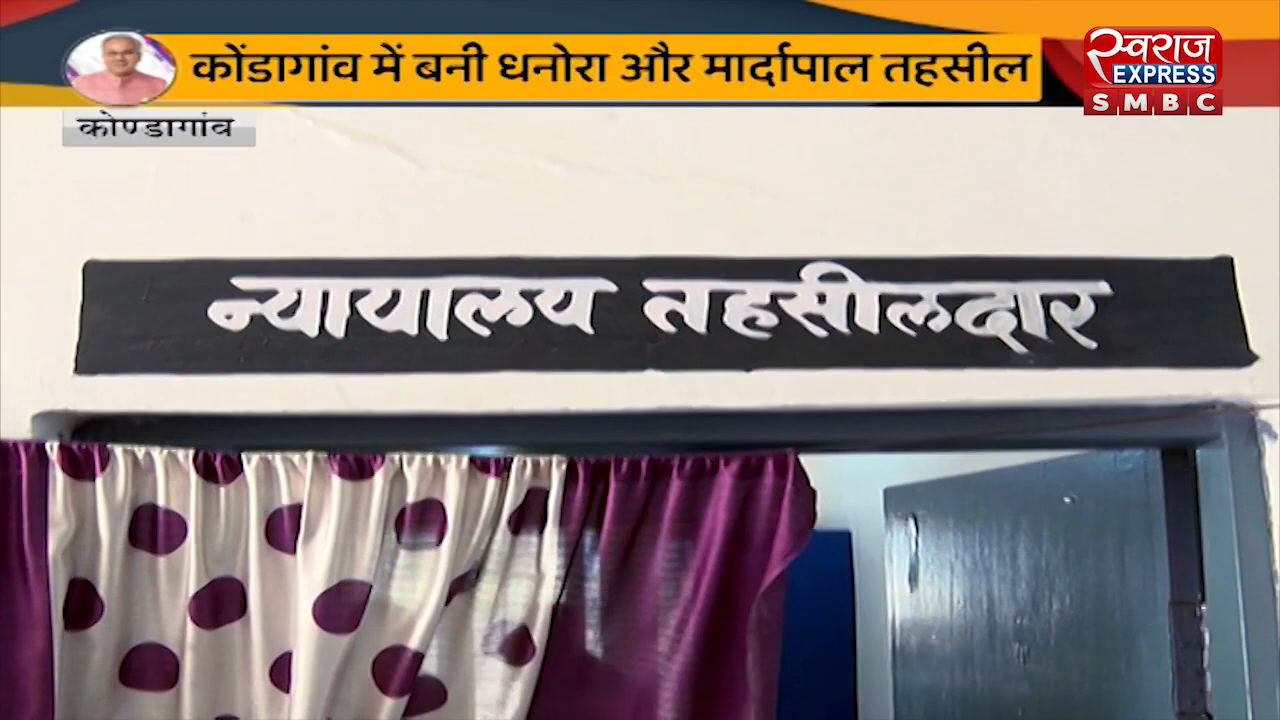 कोंडागांव में बनी धनोरा और मार्दापाल तहसील
स्वराज
EXPRESS
SMBC
कोण्डागांव
न्यायालय तहसीलदार